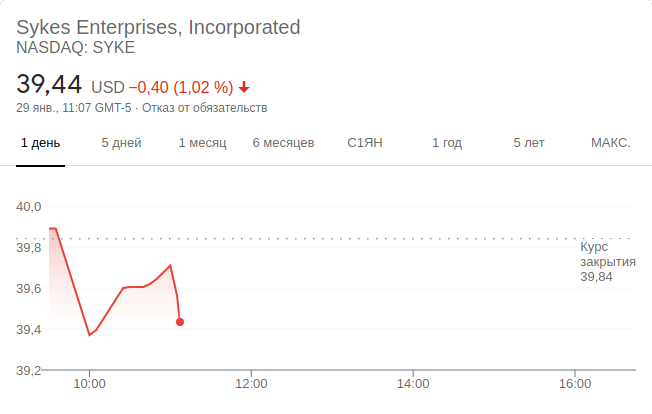 Sykes Enterprises, Incorporated
NASDAQ: SYKE
39,44 USD −0,40 (1,02 %)
29 янв., 11:07 GMT-5 · Отказ от обязательств
1 день 5 дней 1 месяц 6 месяцев С1ЯН 1 год 5 лет МАКС.
40,0
39,8
Курс
закрытия
39,84
39,6
39,4
39,2
10:00 12:00 14:00 16:00